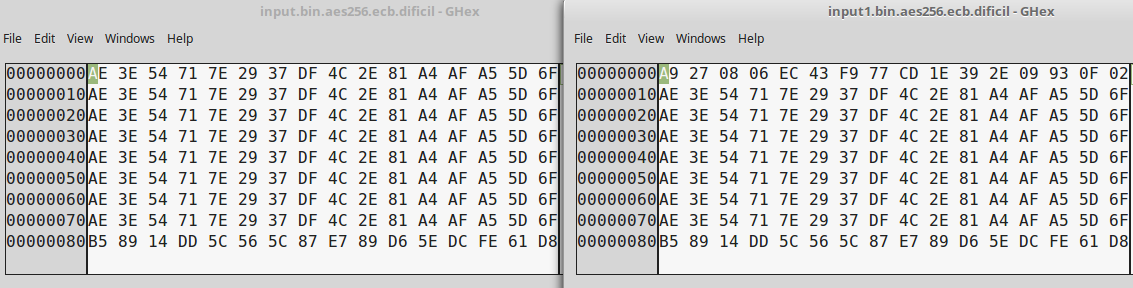 input.bin.aes256.ecb.dificil - GHex
File Edit View Windows Help
00000000 AE 3E 54 71 7E 29 37 DF 4C 2E 81 A4 AF A5 5D 6F
00000010 AE 3E 54 71 7E 29 37 DF 4C 2E 81 A4 AF A5 5D 6F
00000020 AE 3E 54 71 7E 29 37 DF 4C 2E 81 A4 AF A5 5D 6F
00000030 AE 3E 54 71 7E 29 37 DF 4C 2E 81 A4 AF A5 5D 6F
00000040 AE 3E 54 71 7E 29 37 DF 4C 2E 81 A4 AF A5 5D 6F
00000050 AE 3E 54 71 7E 29 37 DF 4C 2E 81 A4 AF A5 5D 6F
00000060 AE 3E 54 71 7E 29 37 DF 4C 2E 81 A4 AF A5 5D 6F
00000070 AE 3E 54 71 7E 29 37 DF 4C 2E 81 A4 AF A5 5D 6F
00000080 B5 89 14 DD 5C 56 5C 87 E7 89 D6 5E DC FE 61 D8
input1.bin.aes256.ecb.dificil - GHex
File Edit View Windows Help
00000000 A9 27 08 06 EC 43 F9 77 CD 1E 39 2E 09 93 0F 02
00000010 AE 3E 54 71 7E 29 37 DF 4C 2E 81 A4 AF A5 5D 6F
00000020 AE 3E 54 71 7E 29 37 DF 4C 2E 81 A4 AF A5 5D 6F
00000030 AE 3E 54 71 7E 29 37 DF 4C 2E 81 A4 AF A5 5D 6F
00000040 AE 3E 54 71 7E 29 37 DF 4C 2E 81 A4 AF A5 5D 6F
00000050 AE 3E 54 71 7E 29 37 DF 4C 2E 81 A4 AF A5 5D 6F
00000060 AE 3E 54 71 7E 29 37 DF 4C 2E 81 A4 AF A5 5D 6F
00000070 AE 3E 54 71 7E 29 37 DF 4C 2E 81 A4 AF A5 5D 6F
00000080 B5 89 14 DD 5C 56 5C 87 E7 89 D6 5E DC FE 61 D8